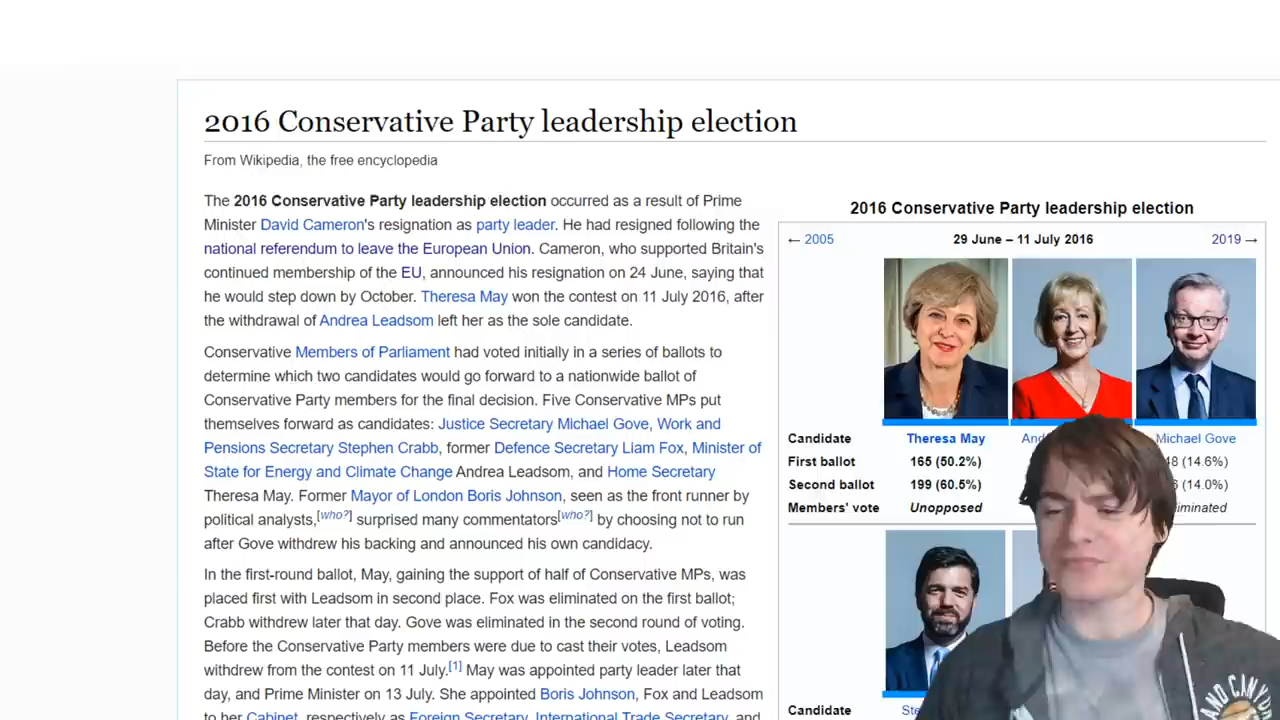 2016 Conservative Party leadership election
From Wikipedia, the free encyclopedia
The 2016 Conservative Party leadership election occurred as a result of Prime
Minister David Cameron's resignation as party leader. He had resigned following the
national referendum to leave the European Union. Cameron, who supported Britain's
continued membership of the EU, announced his resignation on 24 June, saying that
he would step down by October. Theresa May won the contest on 11 July 2016, after
the withdrawal of Andrea Leadsom left her as the sole candidate.
Conservative Members of Parliament had voted initially in a series of ballots to
determine which two candidates would go forward to a nationwide ballot of
Conservative Party members for the final decision. Five Conservative MPs put
themselves forward as candidates: Justice Secretary Michael Gove, Work and
Pensions Secretary Stephen Crabb, former Defence Secretary Liam Fox, Minister of
State for Energy and Climate Change Andrea Leadsom, and Home Secretary
Theresa May. Former Mayor of London Boris Johnson, seen as the front runner by
political analysts,[who?] surprised many commentators[who?] by choosing not to run
after Gove withdrew his backing and announced his own candidacy.
In the first-round ballot, May, gaining the support of half of Conservative MPs, was
placed first with Leadsom in second place. Fox was eliminated on the first ballot;
Crabb withdrew later that day. Gove was eliminated in the second round of voting.
Before the Conservative Party members were due to cast their votes, Leadsom
withdrew from the contest on 11 July.[1] May was appointed party leader later that
day, and Prime Minister on 13 July. She appointed Boris Johnson, Fox and Leadsom
to her Cabinet, respectively as Foreign Secretary, International Trade Secretary, and
2016 Conservative Party leadership election
← 2005 29 June – 11 July 2016 2019 →
Candidate Theresa May Michael Gove
First ballot 165 (50.2%) (14.6%)
Second ballot 199 (60.5%) (14.0%)
Members' vote Unopposed
Candidate